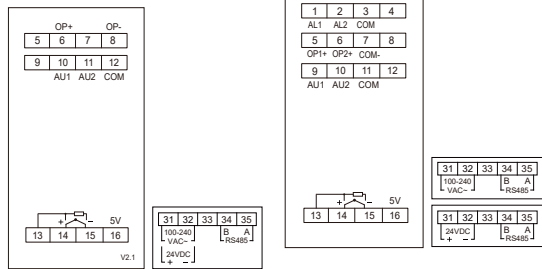 OP+ OP-
5 6 7 8
9 10 11 12
AU1 AU2 COM
+ - 5V
13 14 15 16
V2.1
31 32 33 34 35
100-240 VAC~
B A
RS485
24VDC
+ -
1 2 3 4
AL1 AL2 COM
5 6 7 8
OP1+ OP2+ COM-
9 10 11 12
AU1 AU2 COM
+ - 5V
13 14 15 16
31 32 33 34 35
100-240 VAC~
B A
RS485
31 32 33 34 35
24VDC
+ -
B A
RS485